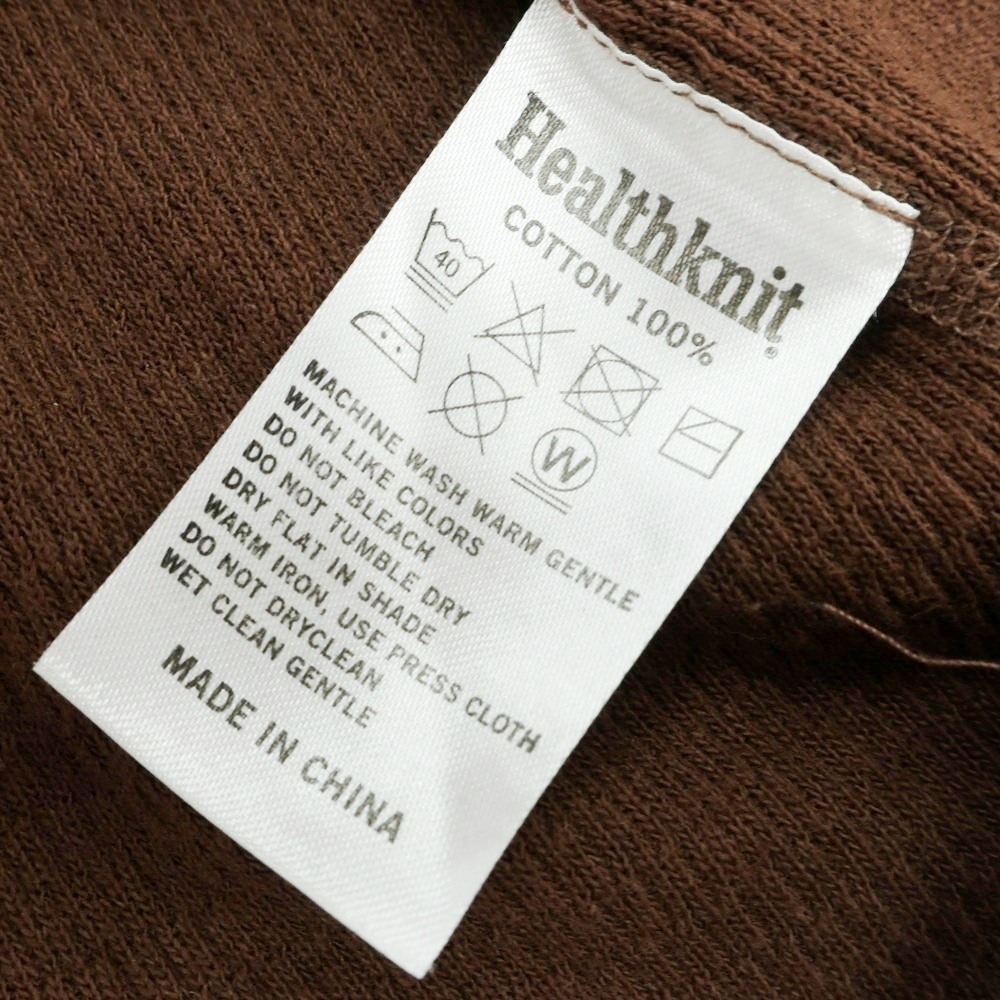 Healthknit®
COTTON 100%
40
W
MACHINE WASH WARM GENTLE
WITH LIKE COLORS
DO NOT BLEACH
DO NOT TUMBLE DRY
DRY FLAT IN SHADE
WARM IRON, USE PRESS CLOTH
DO NOT DRYCLEAN
WET CLEAN GENTLE
MADE IN CHINA